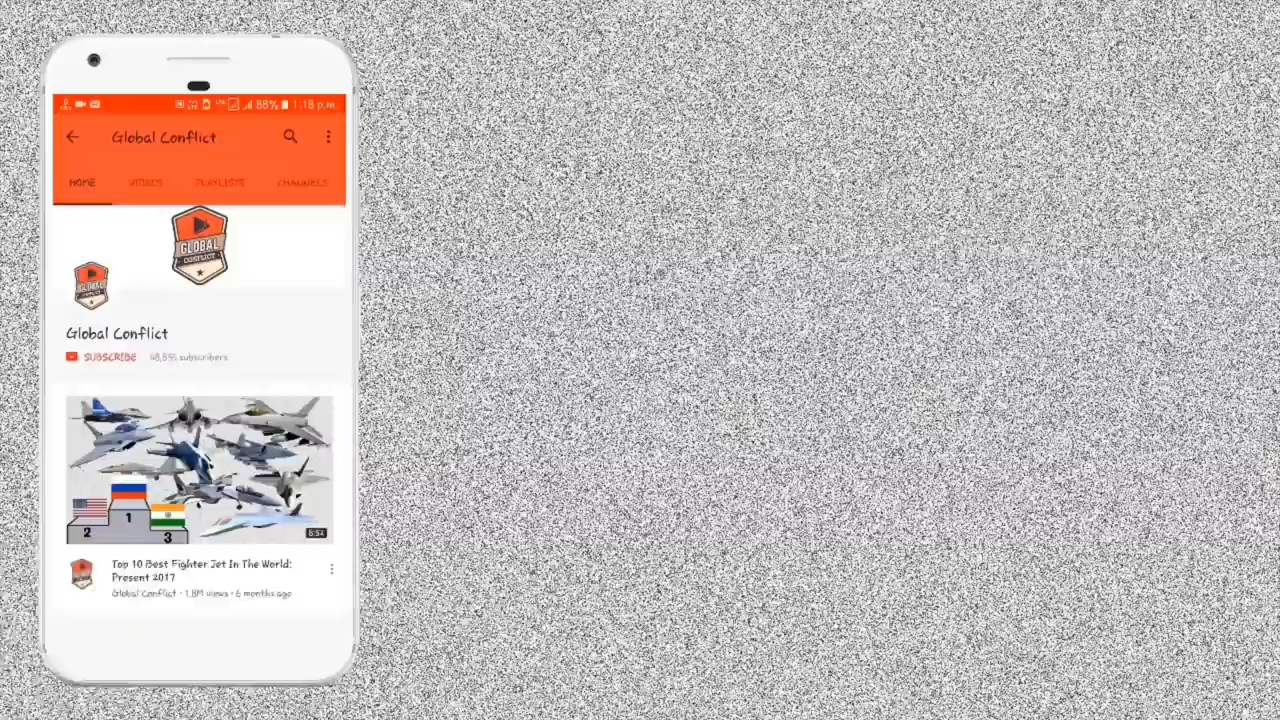 88% 1:18 p.m.
Global Conflict
HOME VIDEOS PLAYLISTS CHANNELS
GLOBAL
CONFLICT
GLOBAL
CONFLICT
Global Conflict
SUBSCRIBE subscribers
1
2
3
8:54
Top 10 Best Fighter Jet In The World:
Present 2017
Global Conflict • 1.8M views • 6 months ago